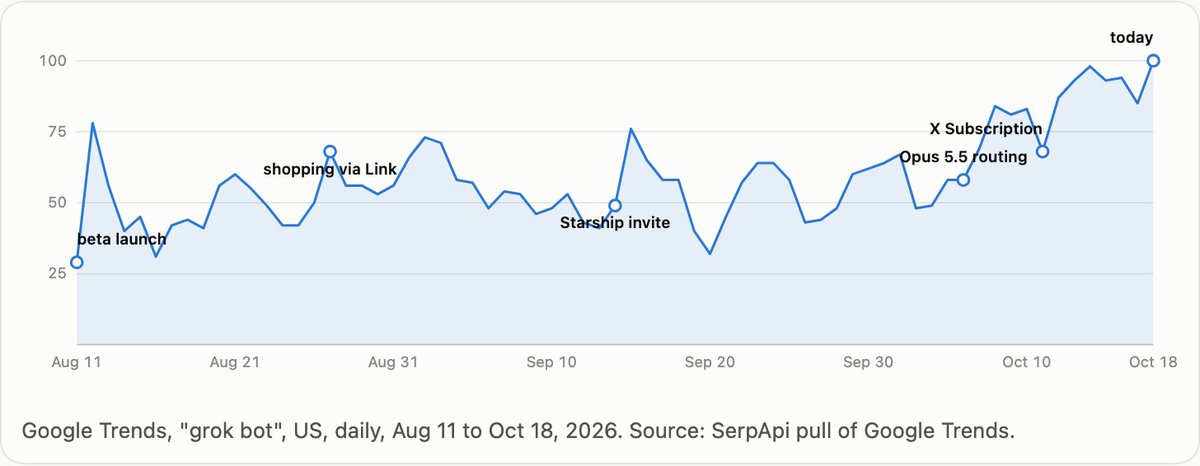 today
100
75
X Subscription
Opus 5.5 routing
shopping via Link
50
Starship invite
beta launch
25
Aug 11 Aug 21 Aug 31 Sep 10 Sep 20 Sep 30 Oct 10 Oct 18
Google Trends, "grok bot", US, daily, Aug 11 to Oct 18, 2026. Source: SerpApi pull of Google Trends.